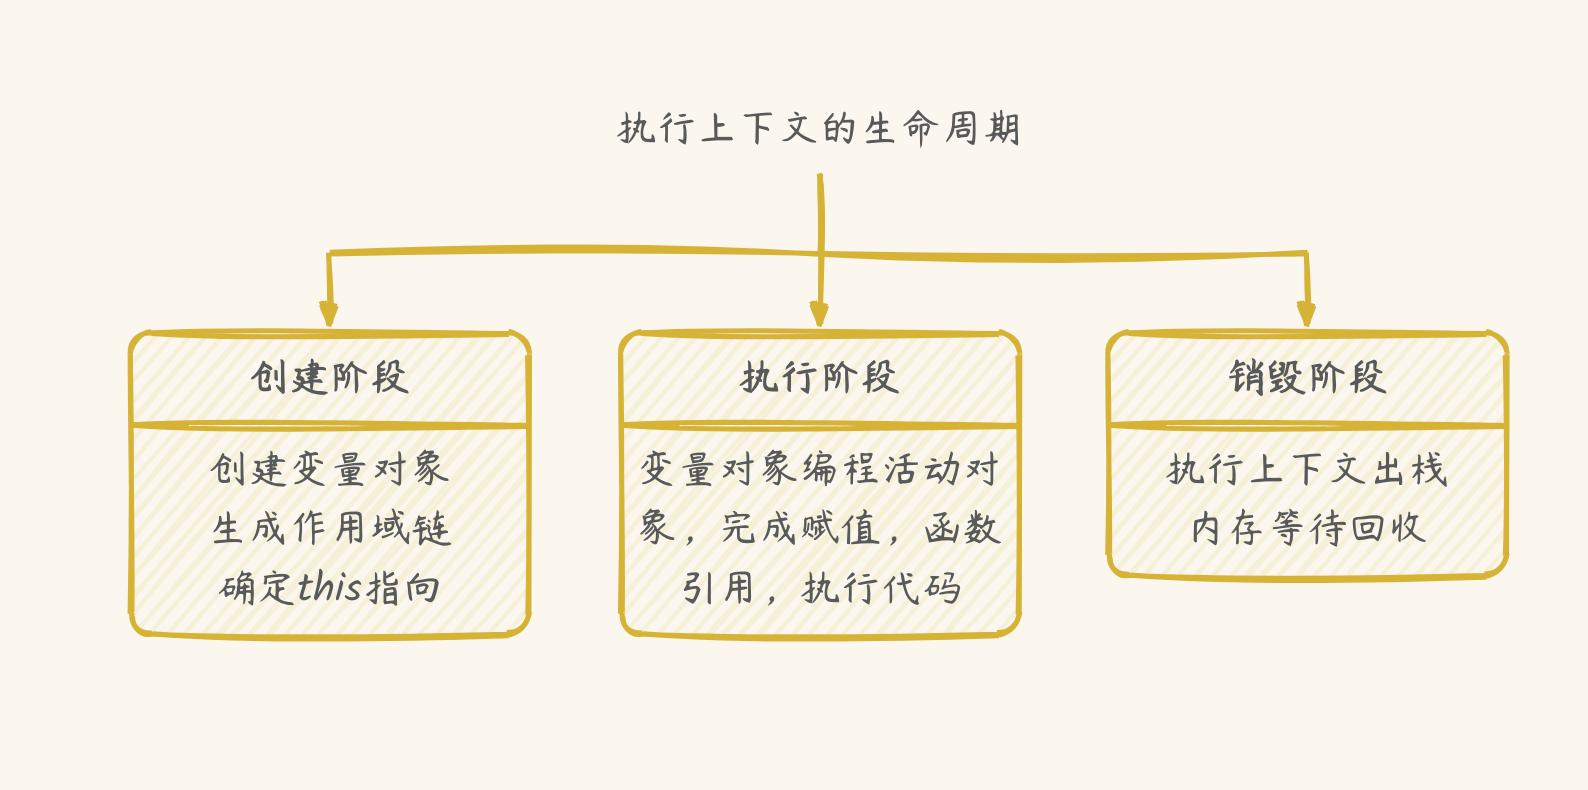 执行上下文的生命周期
创建阶段
创建变量对象
生成作用域链
确定this指向
执行阶段
变量对象编程活动对
象，完成赋值，函数
引用，执行代码
销毁阶段
执行上下文出栈
内存等待回收